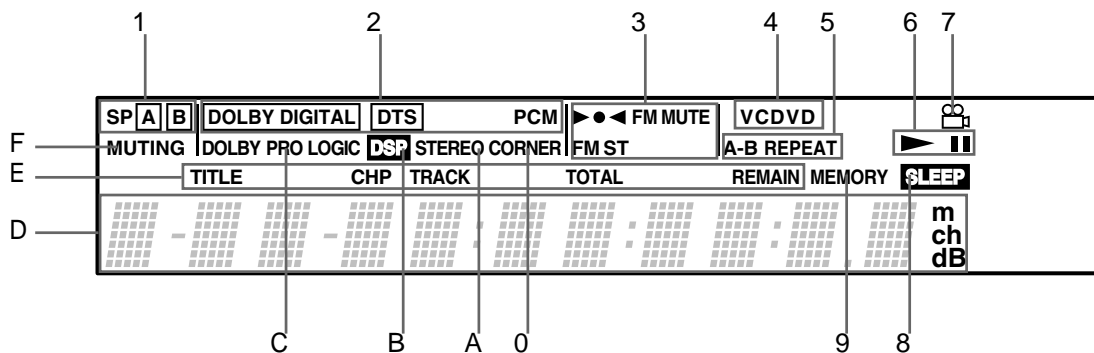 1 2 3 4 5 6 7
SP A B DOLBY DIGITAL DTS PCM FM MUTE VCDVD
F MUTING DOLBY PRO LOGIC DSP STEREO CORNER FM ST A-B REPEAT
E TITLE CHP TRACK TOTAL REMAIN MEMORY SLEEP
D m
ch
dB
C B A 0 9 8